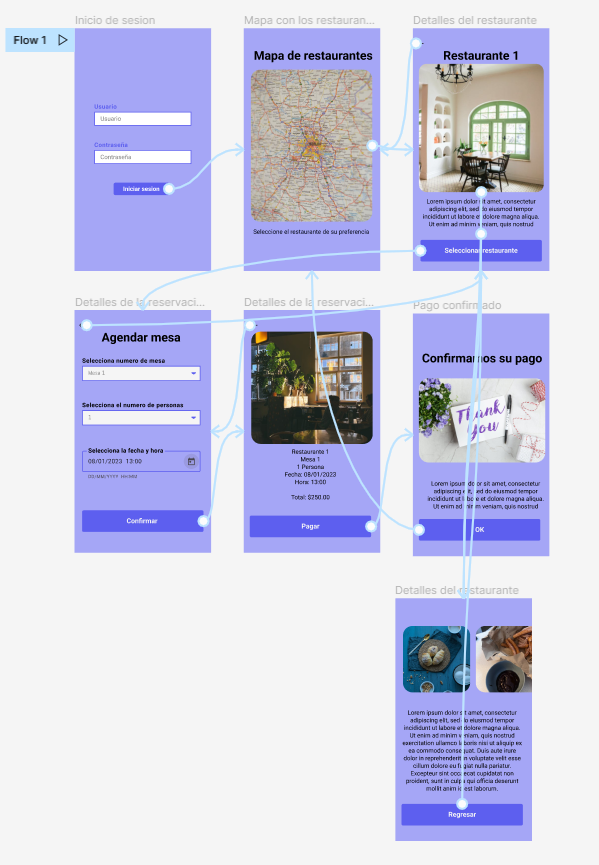 Inicio de sesion
Mapa con los restauran...
Detalles del restaurante
Flow 1
Usuario
Usuario
Contraseña
Contraseña
Iniciar sesion
Mapa de restaurantes
Seleccione el restaurante de su preferencia
Restaurante 1
Lorem ipsum dolor sit amet, consectetur
adipiscing elit, sed do eiusmod tempor
incididunt ut labore et dolore magna aliqua.
Ut enim ad minim veniam, quis nostrud
Seleccionar restaurante
Detalles de la reservaci...
Detalles de la reservaci...
Pago confirmado
Agendar mesa
Selecciona numero de mesa
Mesa 1
Selecciona el numero de personas
1
Selecciona la fecha y hora
08/01/2023 13:00
DD/MM/YYYY HH:MM
Confirmar
Restaurante 1
Mesa 1
1 Persona
Fecha: 08/01/2023
Hora: 13:00
Total: $250.00
Pagar
Confirmamos su pago
Thank
you
Lorem ipsum dolor sit amet, consectetur
adipiscing elit, sed do eiusmod tempor
incididunt ut labore et dolore magna aliqua.
Ut enim ad minim veniam, quis nostrud
OK
Detalles del restaurante
Lorem ipsum dolor sit amet, consectetur
adipiscing elit, sed do eiusmod tempor
incididunt ut labore et dolore magna aliqua.
Ut enim ad minim veniam, quis nostrud
exercitation ullamco laboris nisi ut aliquip ex
ea commodo consequat. Duis aute irure
dolor in reprehenderit in voluptate velit esse
cillum dolore eu fugiat nulla pariatur.
Excepteur sint occaecat cupidatat non
proident, sunt in culpa qui officia deserunt
mollit anim id est laborum.
Regresar